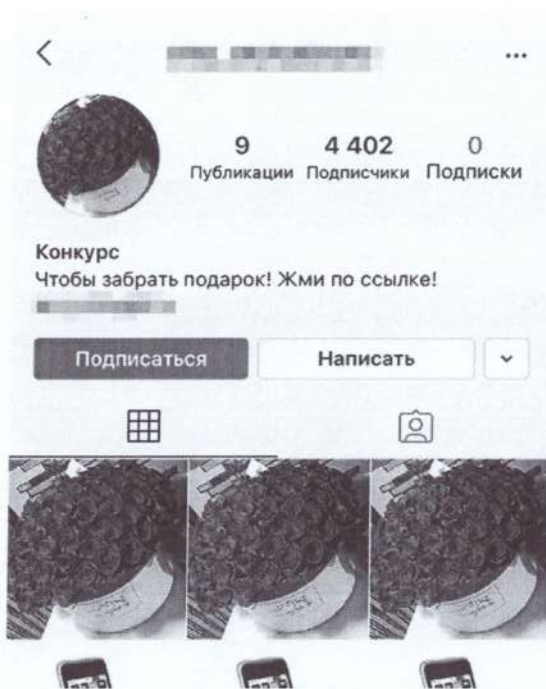 9 4 402 0
Публикации Подписчики Подписки
Конкурс
Чтобы забрать подарок! Жми по ссылке!
Подписаться Написать